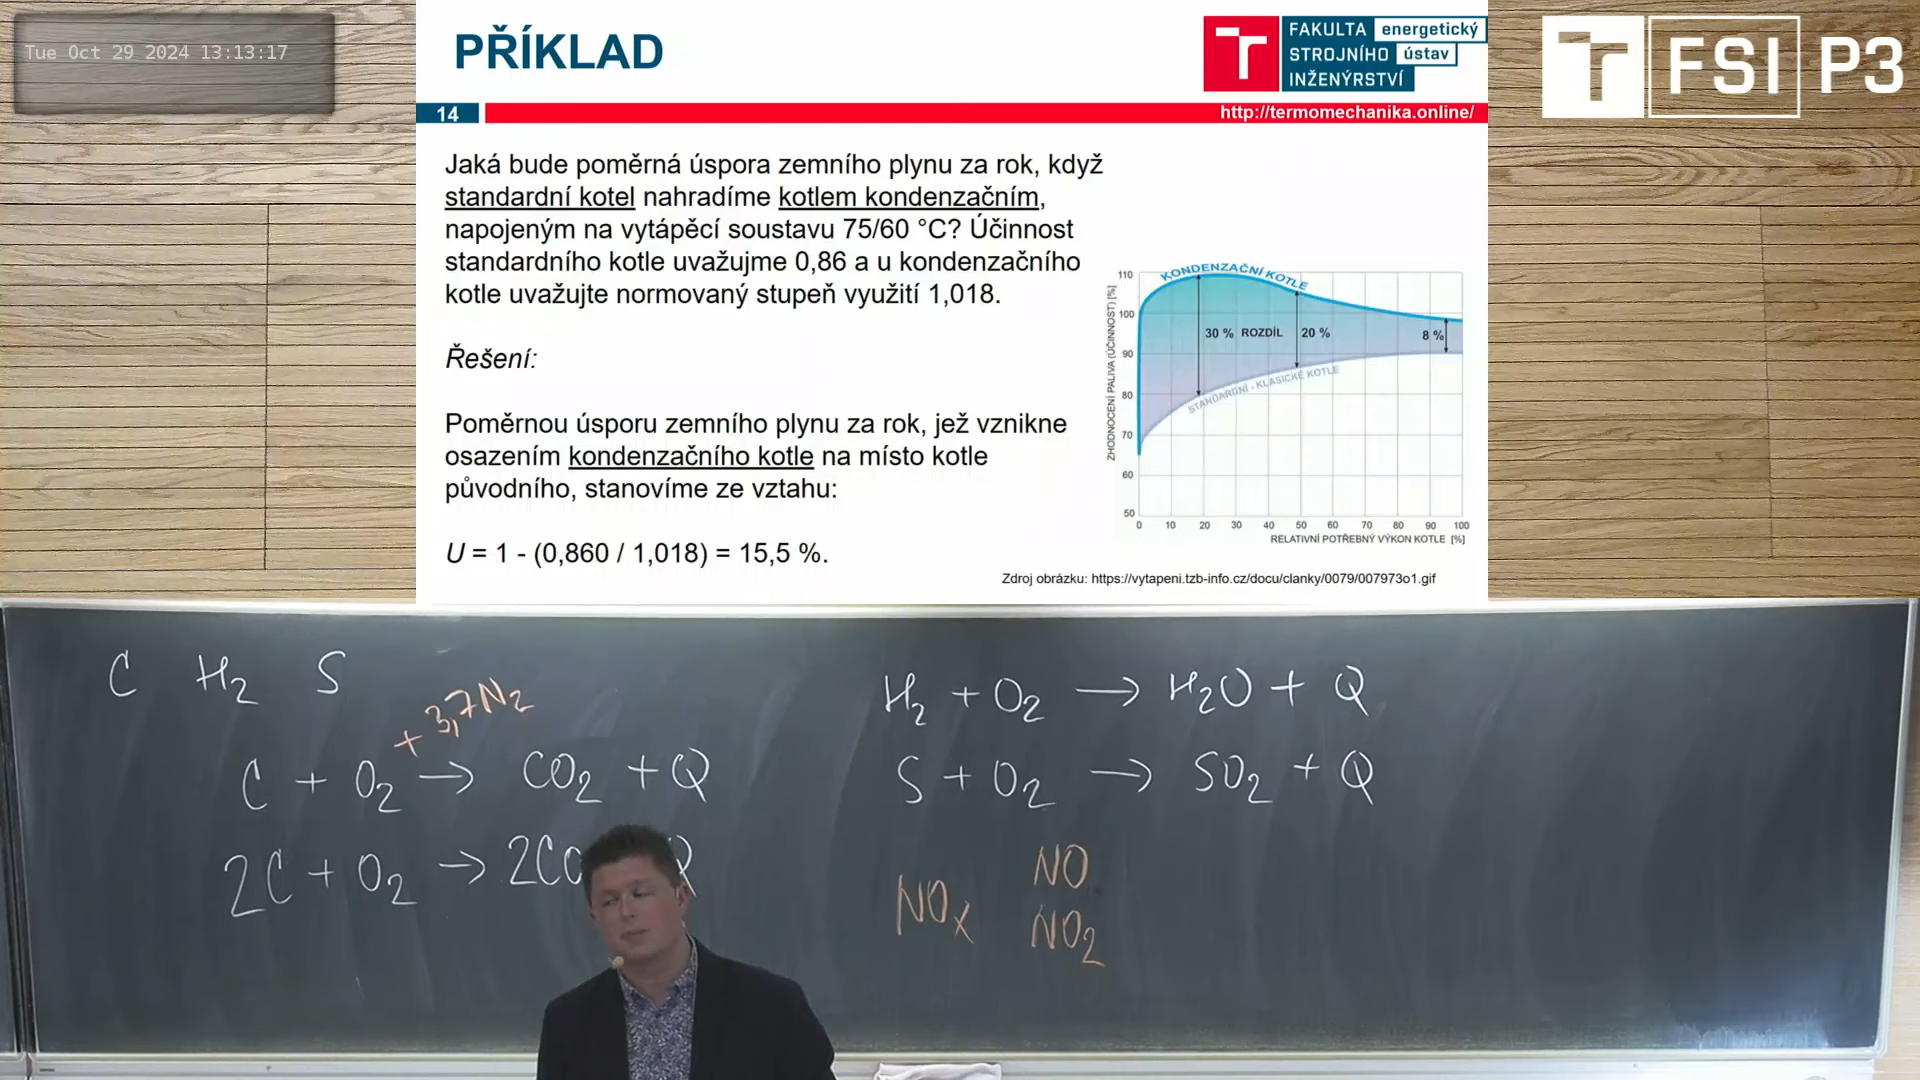 Tue Oct 29 2024 13:13:17
PŘÍKLAD
FAKULTA energetický
STROJNÍHO ústav
INŽENÝRSTVÍ
FSI P3
14
http://termomechanika.online/
Jaká bude poměrná úspora zemního plynu za rok, když
standardní kotel nahradíme kotlem kondenzačním,
napojeným na vytápěcí soustavu 75/60 °C? Účinnost
standardního kotle uvažujme 0,86 a u kondenzačního
kotle uvažujte normovaný stupeň využití 1,018.
Řešení:
Poměrnou úsporu zemního plynu za rok, jež vznikne
osazením kondenzačního kotle na místo kotle
původního, stanovíme ze vztahu:
U = 1 - (0,860 / 1,018) = 15,5 %.
KONDENZAČNÍ KOTLE
30 % ROZDÍL 20 %
8 %
STANDARDNÍ - KLASICKÉ KOTLE
ZHODNOCENÍ PALIVA (ÚČINNOST) [%]
110
100
90
80
70
60
50
0 10 20 30 40 50 60 70 80 90 100
RELATIVNÍ POTŘEBNÝ VÝKON KOTLE [%]
Zdroj obrázku: https://vytapeni.tzb-info.cz/docu/clanky/0079/007973o1.gif
C H2 S
+ 3,7N2
C + O2 → CO2 + Q
2C + O2 → 2CO Q
H2 + O2 → H2O + Q
S + O2 → SO2 + Q
NOx
NO
NO2